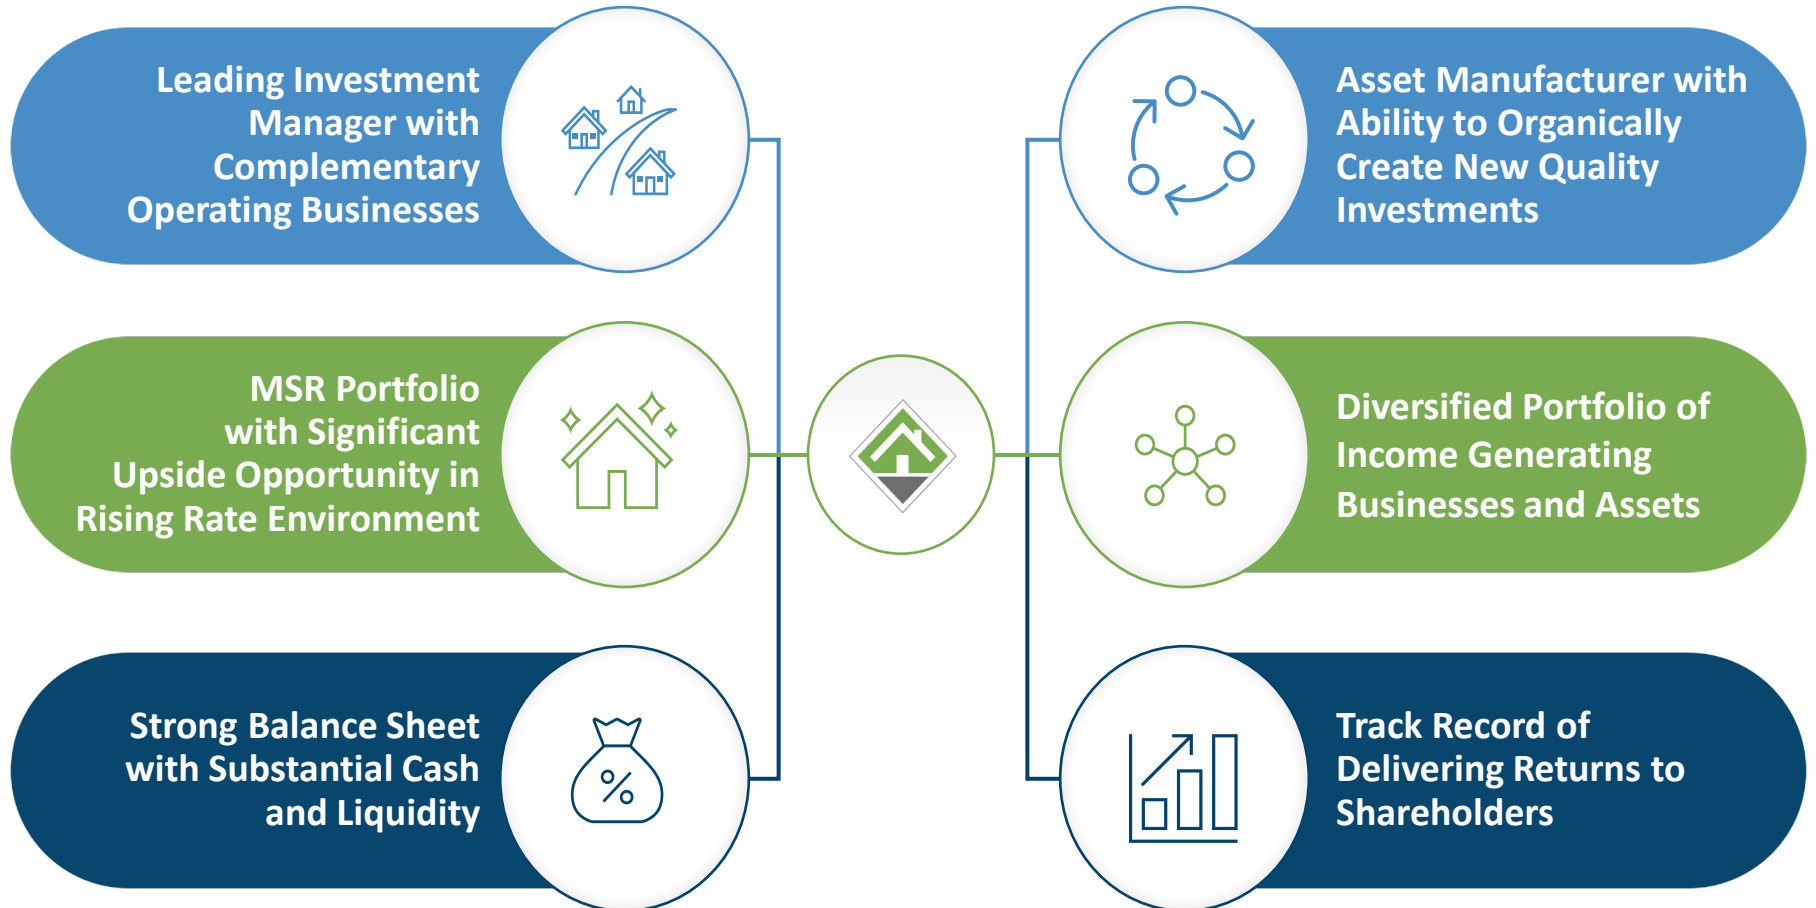 Leading Investment
Manager with
Complementary
Operating Businesses
Asset Manufacturer with
Ability to Organically
Create New Quality
Investments
MSR Portfolio
with Significant
Upside Opportunity in
Rising Rate Environment
Diversified Portfolio of
Income Generating
Businesses and Assets
Strong Balance Sheet
with Substantial Cash
and Liquidity
%
Track Record of
Delivering Returns to
Shareholders